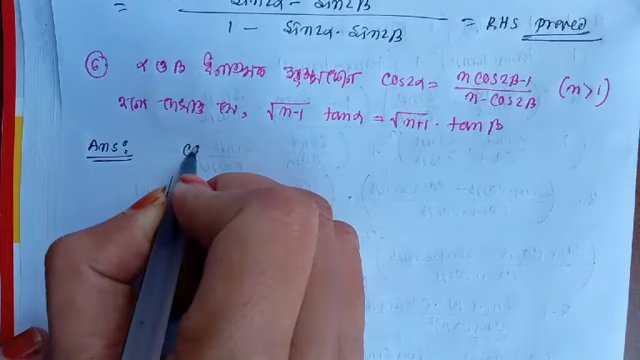 =
1 - sin2α. sin2β
= RHS proved
⑥ α ও β ধনাত্মক সূক্ষ্মকোণ cos2α = \frac{n cos2β-1}{n-cos2β} (n>1)
হলে দেখাও যে, √n-1 tanα = √n+1 . tanβ
Ans: